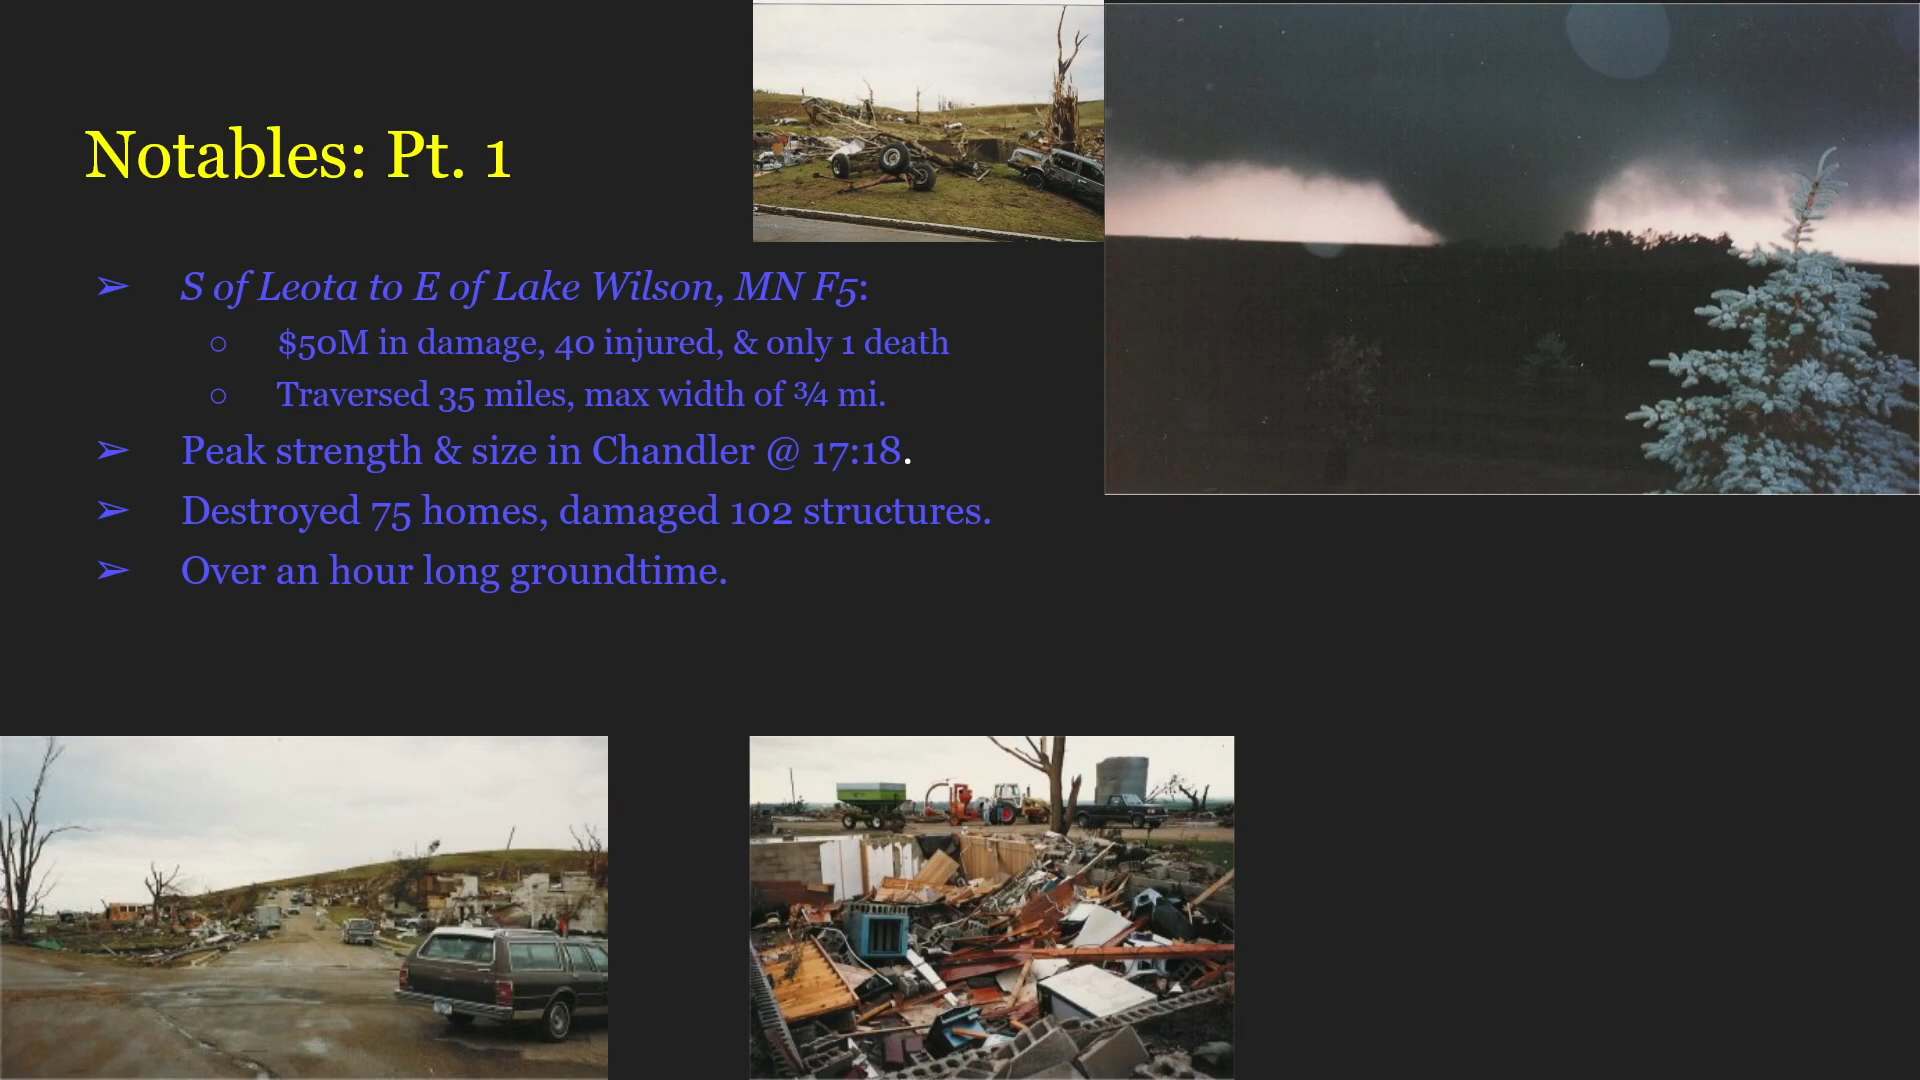 Notables: Pt. 1
➢ S of Leota to E of Lake Wilson, MN F5:
○ $50M in damage, 40 injured, & only 1 death
○ Traversed 35 miles, max width of ¾ mi.
➢ Peak strength & size in Chandler @ 17:18.
➢ Destroyed 75 homes, damaged 102 structures.
➢ Over an hour long groundtime.